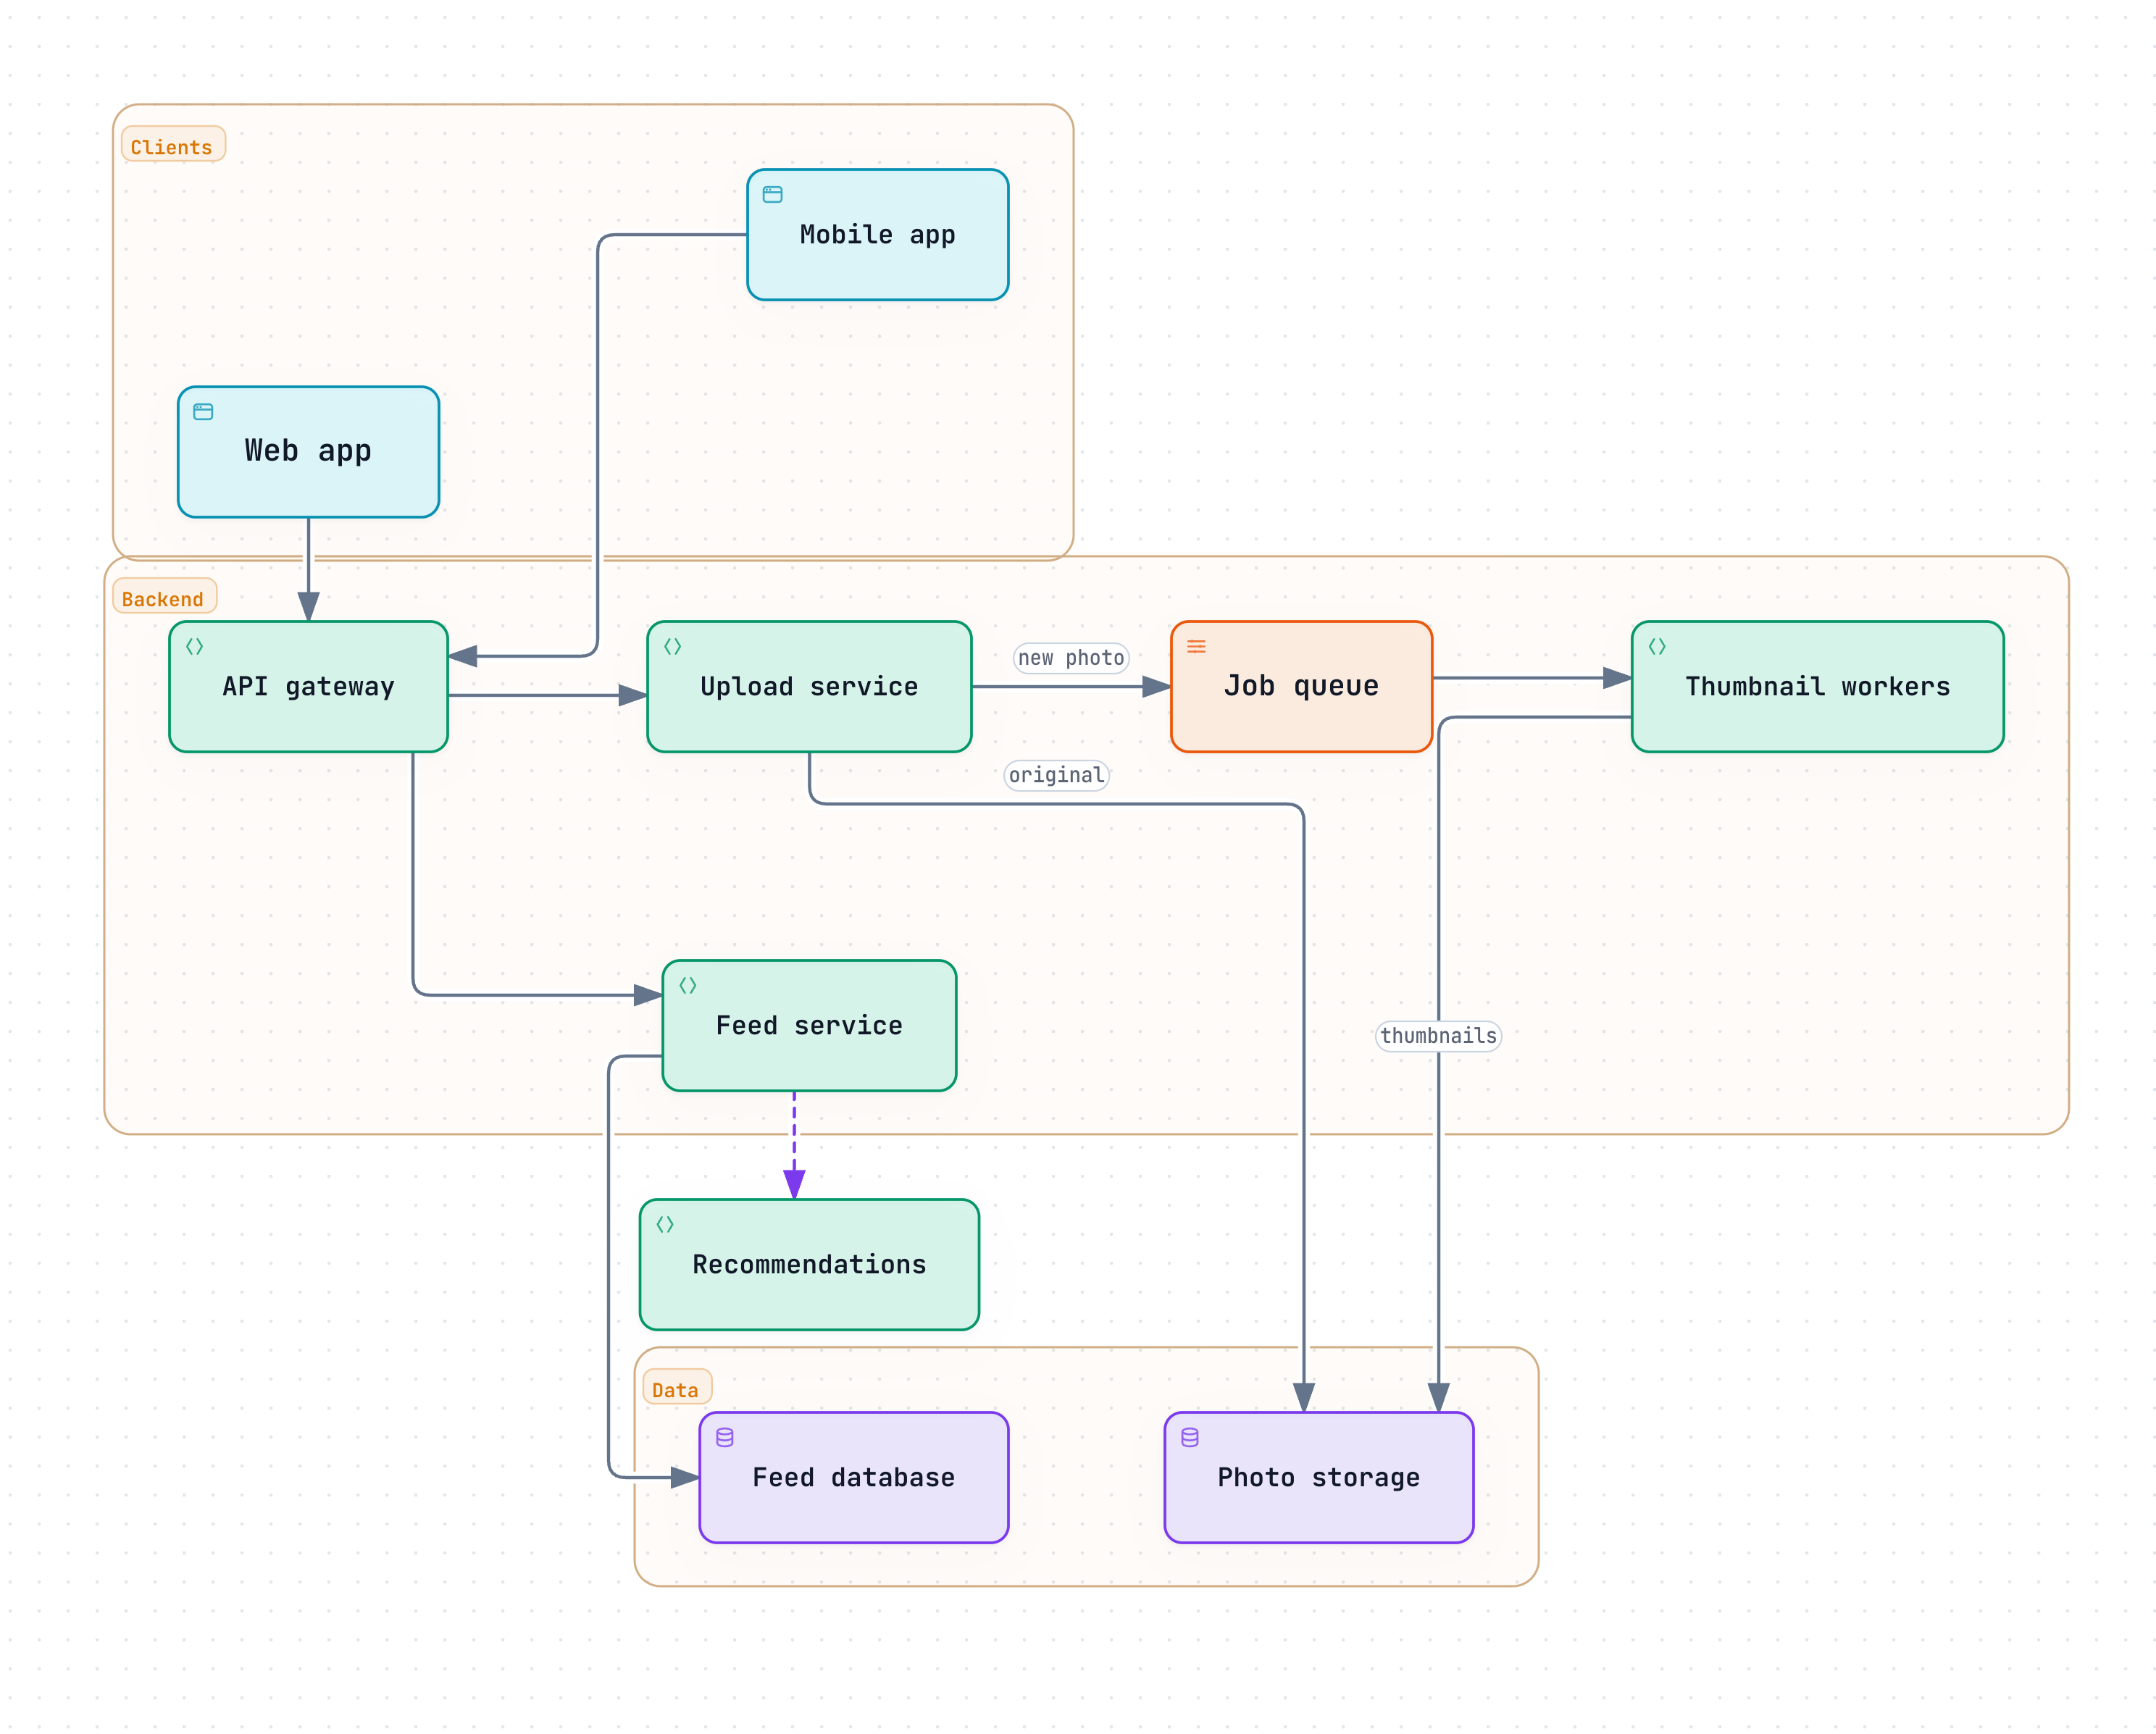 Clients
Mobile app
Web app
Backend
API gateway
Upload service
new photo
Job queue
Thumbnail workers
original
Feed service
thumbnails
Recommendations
Data
Feed database
Photo storage